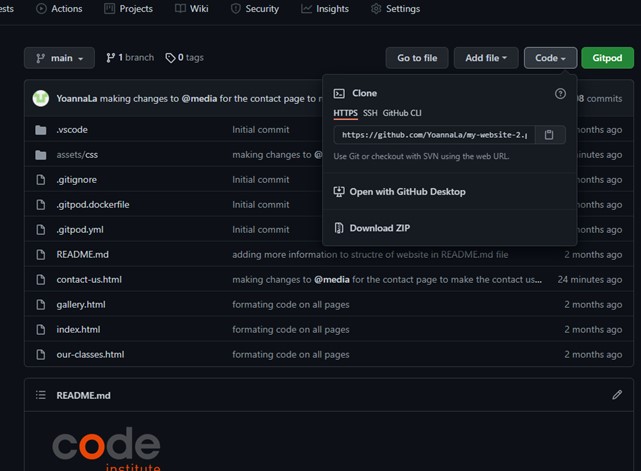 ests Actions Projects Wiki Security Insights Settings
main 1 branch 0 tags Go to file Add file Code Gitpod
YoannaLa making changes to @media for the contact page to m 8 commits
Clone
HTTPS SSH GitHub CLI
https://github.com/YoannaLa/my-website-2.
Use Git or checkout with SVN using the web URL.
Open with GitHub Desktop
Download ZIP
.vscode Initial commit months ago
assets/css making changes to @ months ago
.gitignore Initial commit months ago
.gitpod.dockerfile Initial commit months ago
.gitpod.yml Initial commit months ago
README.md adding more information to structre of website in README.md file 2 months ago
contact-us.html making changes to @media for the contact page to make the contact us... 24 minutes ago
gallery.html formating code on all pages 2 months ago
index.html formating code on all pages 2 months ago
our-classes.html formating code on all pages 2 months ago
README.md
code
institute